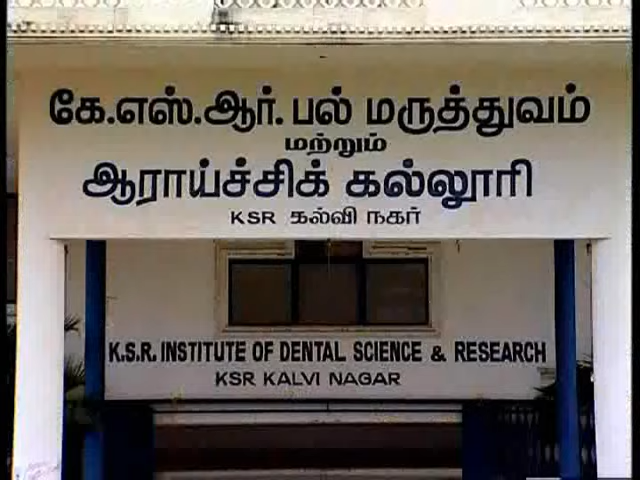 கே.எஸ்.ஆர். பல் மருத்துவம்
மற்றும்
ஆராய்ச்சிக் கல்லூரி
KSR கல்வி நகர்
K.S.R. INSTITUTE OF DENTAL SCIENCE & RESEARCH
KSR KALVI NAGAR